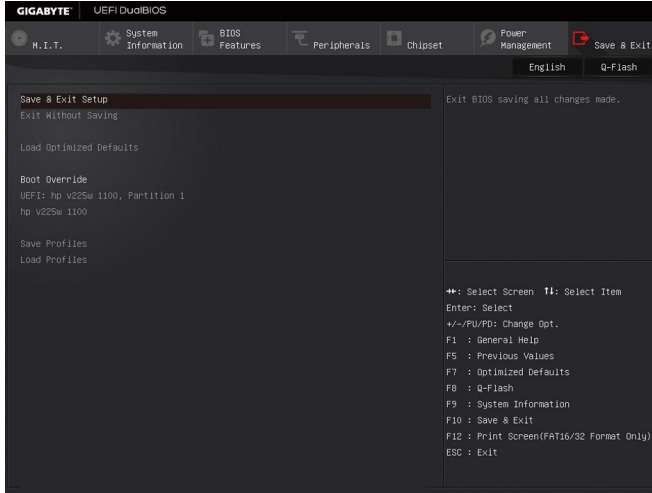 GIGABYTE™ UEFI DualBIOS
M.I.T.
System Information
BIOS Features
Peripherals
Chipset
Power Management
Save & Exit
English
Q-Flash
Save & Exit Setup
Exit Without Saving
Load Optimized Defaults
Boot Override
UEFI: hp v225w 1100, Partition 1
hp v225w 1100
Save Profiles
Load Profiles
Exit BIOS saving all changes made.
→←: Select Screen ↑↓: Select Item
Enter: Select
+/-/PU/PD: Change Opt.
F1 : General Help
F5 : Previous Values
F7 : Optimized Defaults
F8 : Q-Flash
F9 : System Information
F10 : Save & Exit
F12 : Print Screen(FAT16/32 Format Only)
ESC : Exit